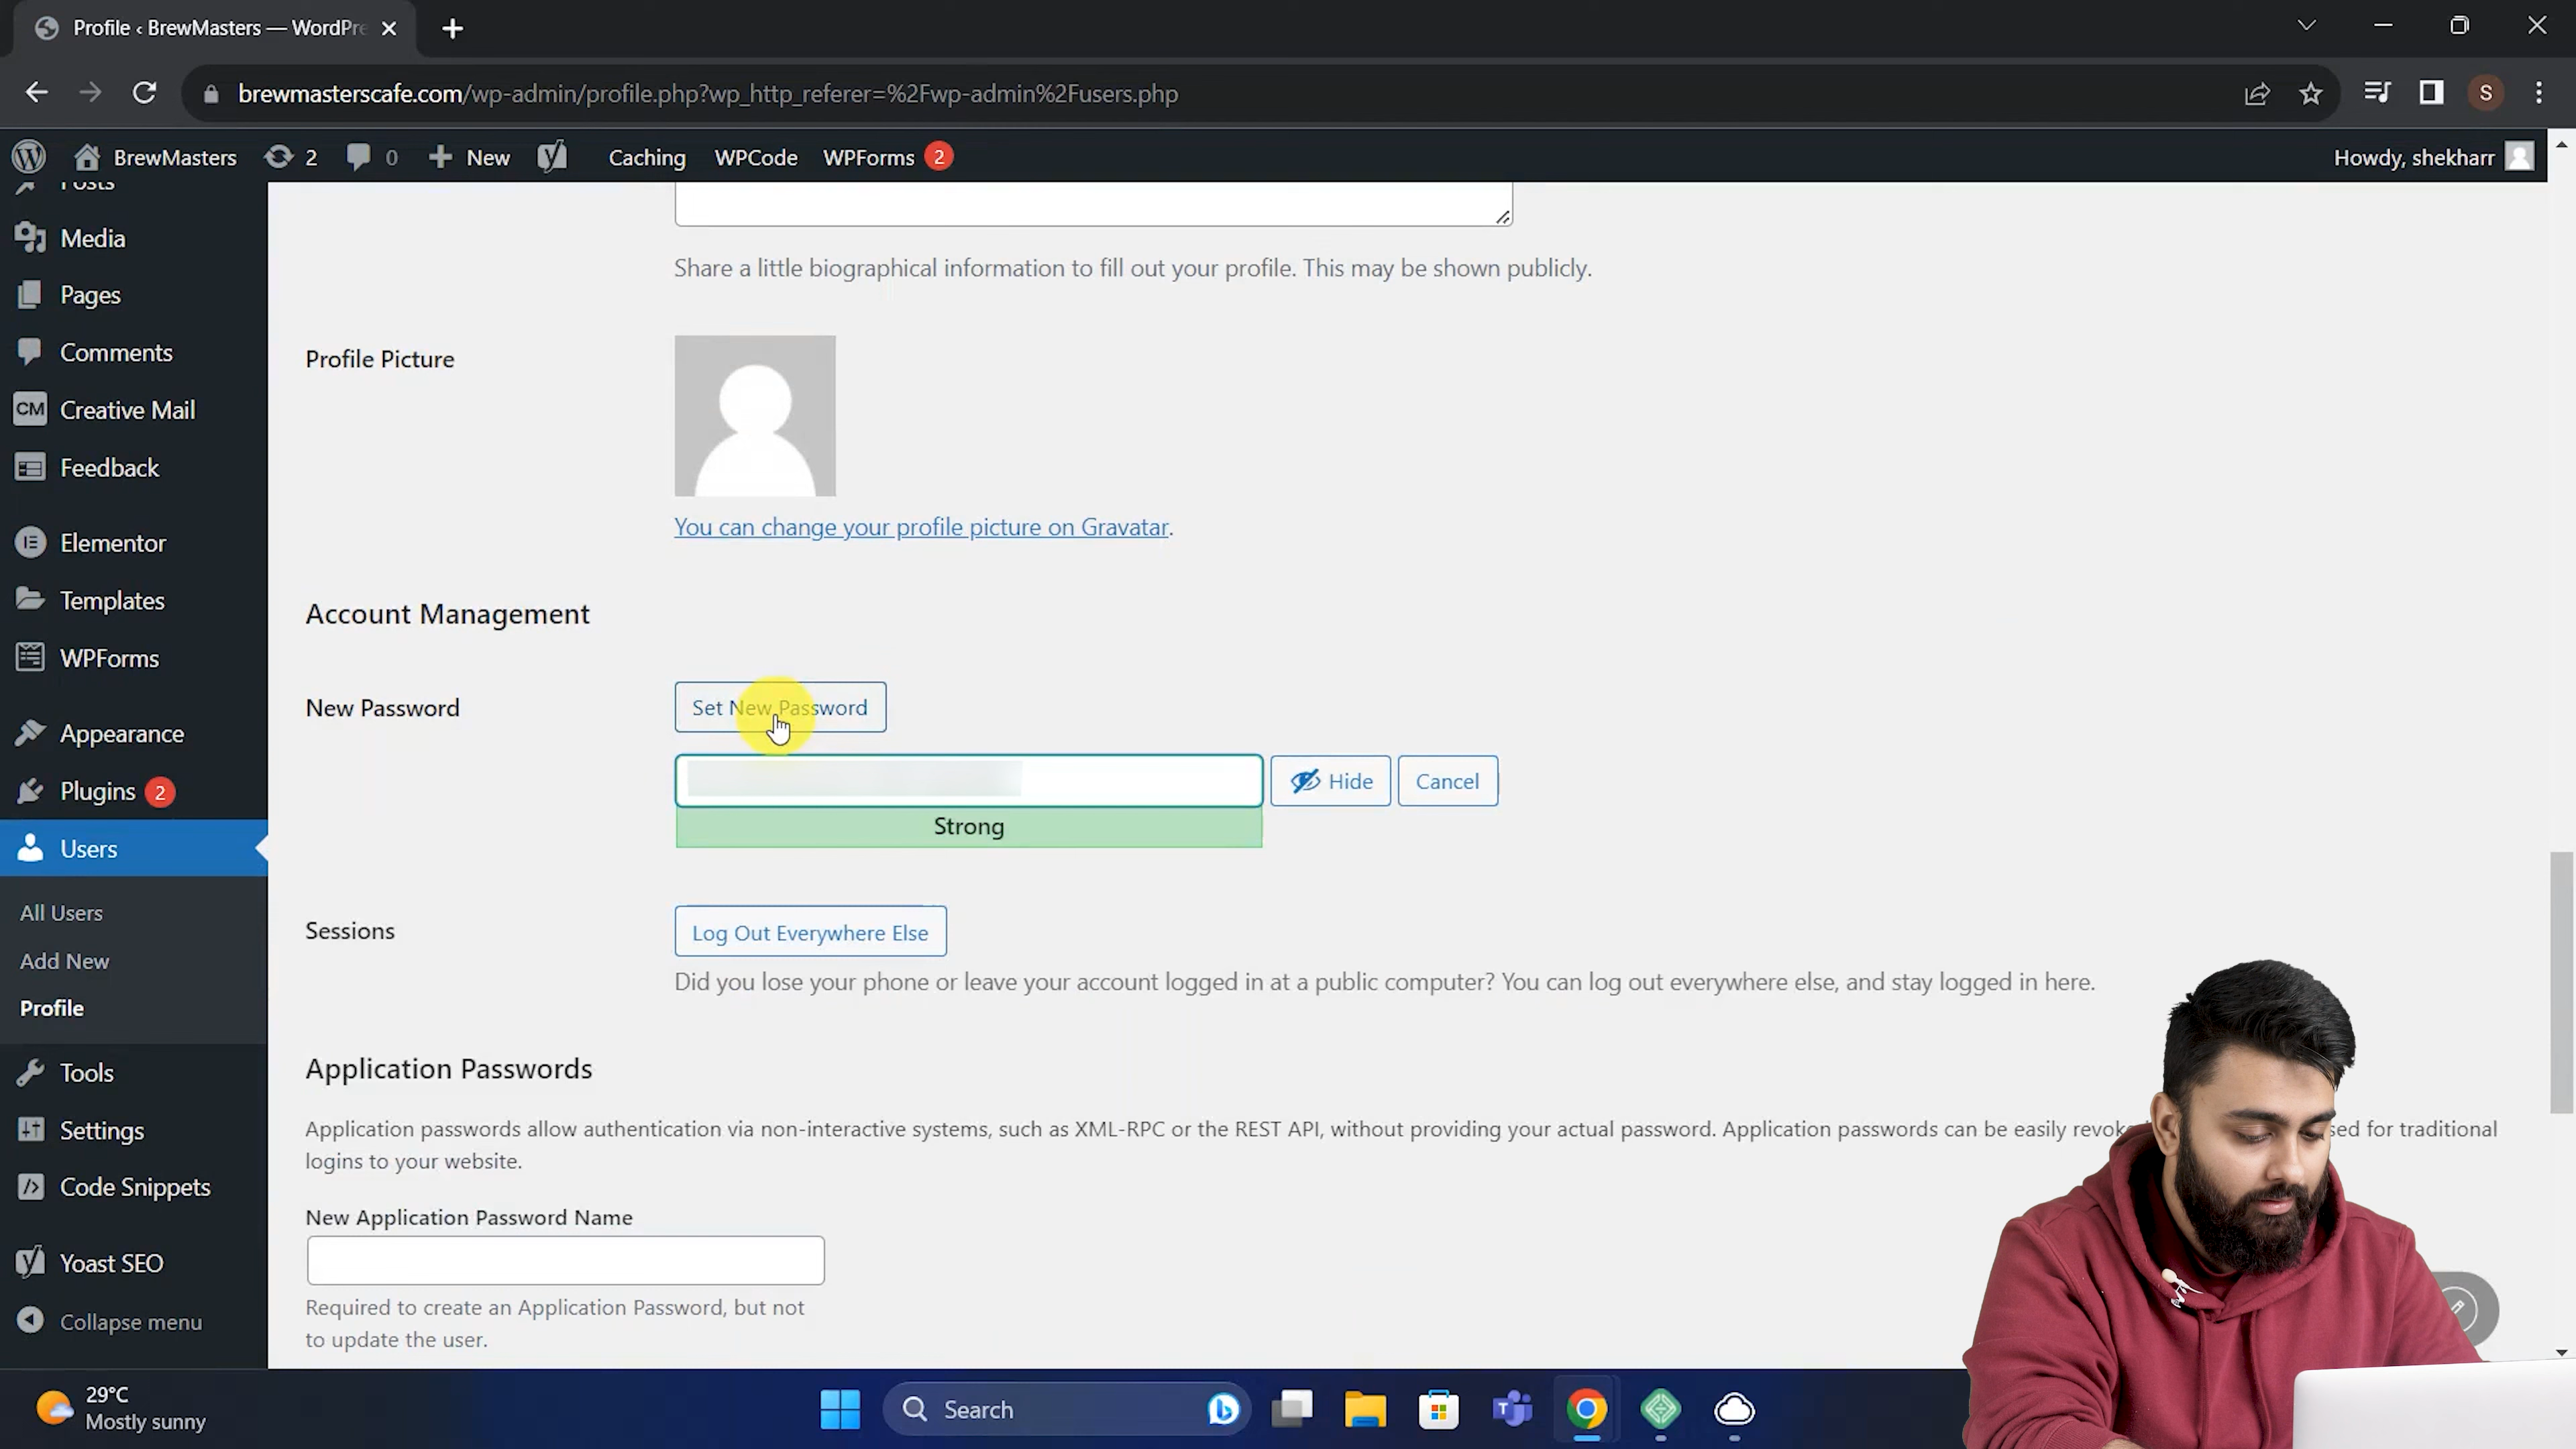 Profile ‹ BrewMasters — WordPre
brewmasterscafe.com/wp-admin/profile.php?wp_http_referer=%2Fwp-admin%2Fusers.php
S
BrewMasters 2 0 New Caching WPCode WPForms 2
Howdy, shekharr
Posts
Media
Pages
Comments
CM Creative Mail
Feedback
Elementor
Templates
WPForms
Appearance
Plugins 2
Users
All Users
Add New
Profile
Tools
Settings
Code Snippets
Yoast SEO
Collapse menu
Share a little biographical information to fill out your profile. This may be shown publicly.
Profile Picture
You can change your profile picture on Gravatar.
Account Management
New Password
Set New Password
Hide
Cancel
Strong
Sessions
Log Out Everywhere Else
Did you lose your phone or leave your account logged in at a public computer? You can log out everywhere else, and stay logged in here.
Application Passwords
Application passwords allow authentication via non-interactive systems, such as XML-RPC or the REST API, without providing your actual password. Application passwords can be easily revoke sed for traditional
logins to your website.
New Application Password Name
Required to create an Application Password, but not
to update the user.
29°C
Mostly sunny
Search